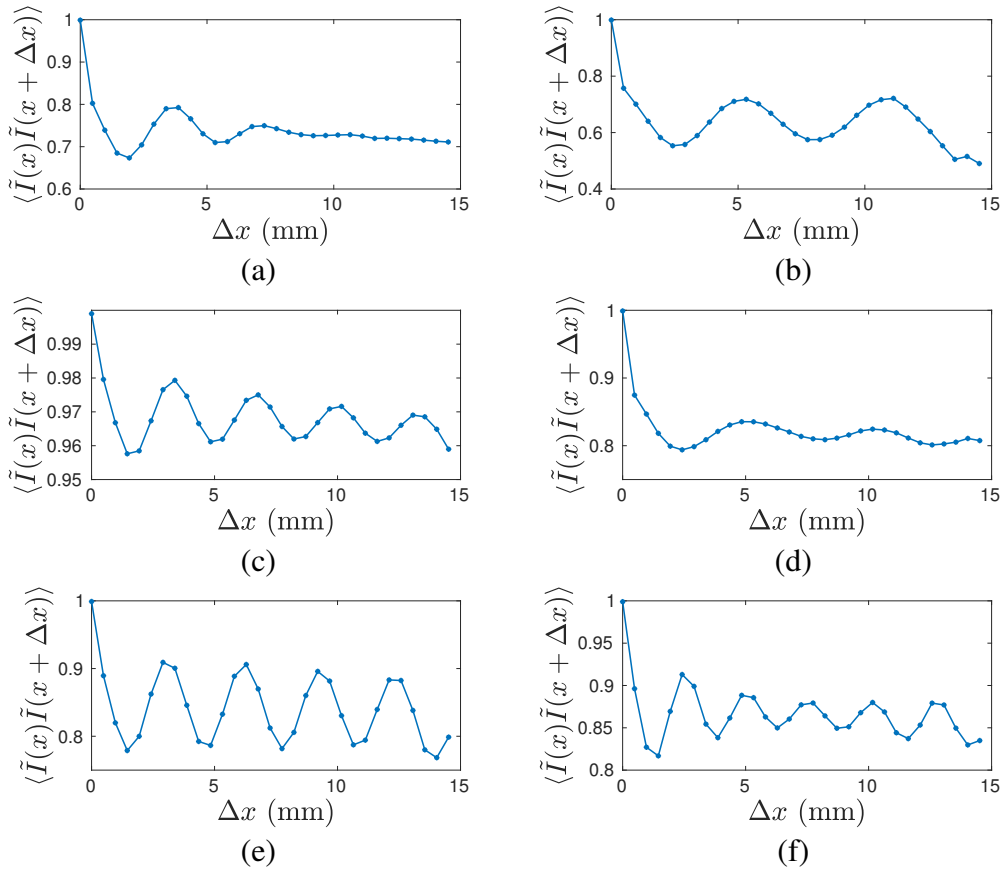 ⟨Ĩ(x)Ĩ(x + Δx)⟩
1
0.9
0.8
0.7
0.6
0 5 10 15
Δx (mm)
(a)
⟨Ĩ(x)Ĩ(x + Δx)⟩
1
0.8
0.6
0.4
0 5 10 15
Δx (mm)
(b)
⟨Ĩ(x)Ĩ(x + Δx)⟩
0.99
0.98
0.97
0.96
0.95
0 5 10 15
Δx (mm)
(c)
⟨Ĩ(x)Ĩ(x + Δx)⟩
1
0.9
0.8
0 5 10 15
Δx (mm)
(d)
⟨Ĩ(x)Ĩ(x + Δx)⟩
1
0.9
0.8
0 5 10 15
Δx (mm)
(e)
⟨Ĩ(x)Ĩ(x + Δx)⟩
1
0.95
0.9
0.85
0.8
0 5 10 15
Δx (mm)
(f)